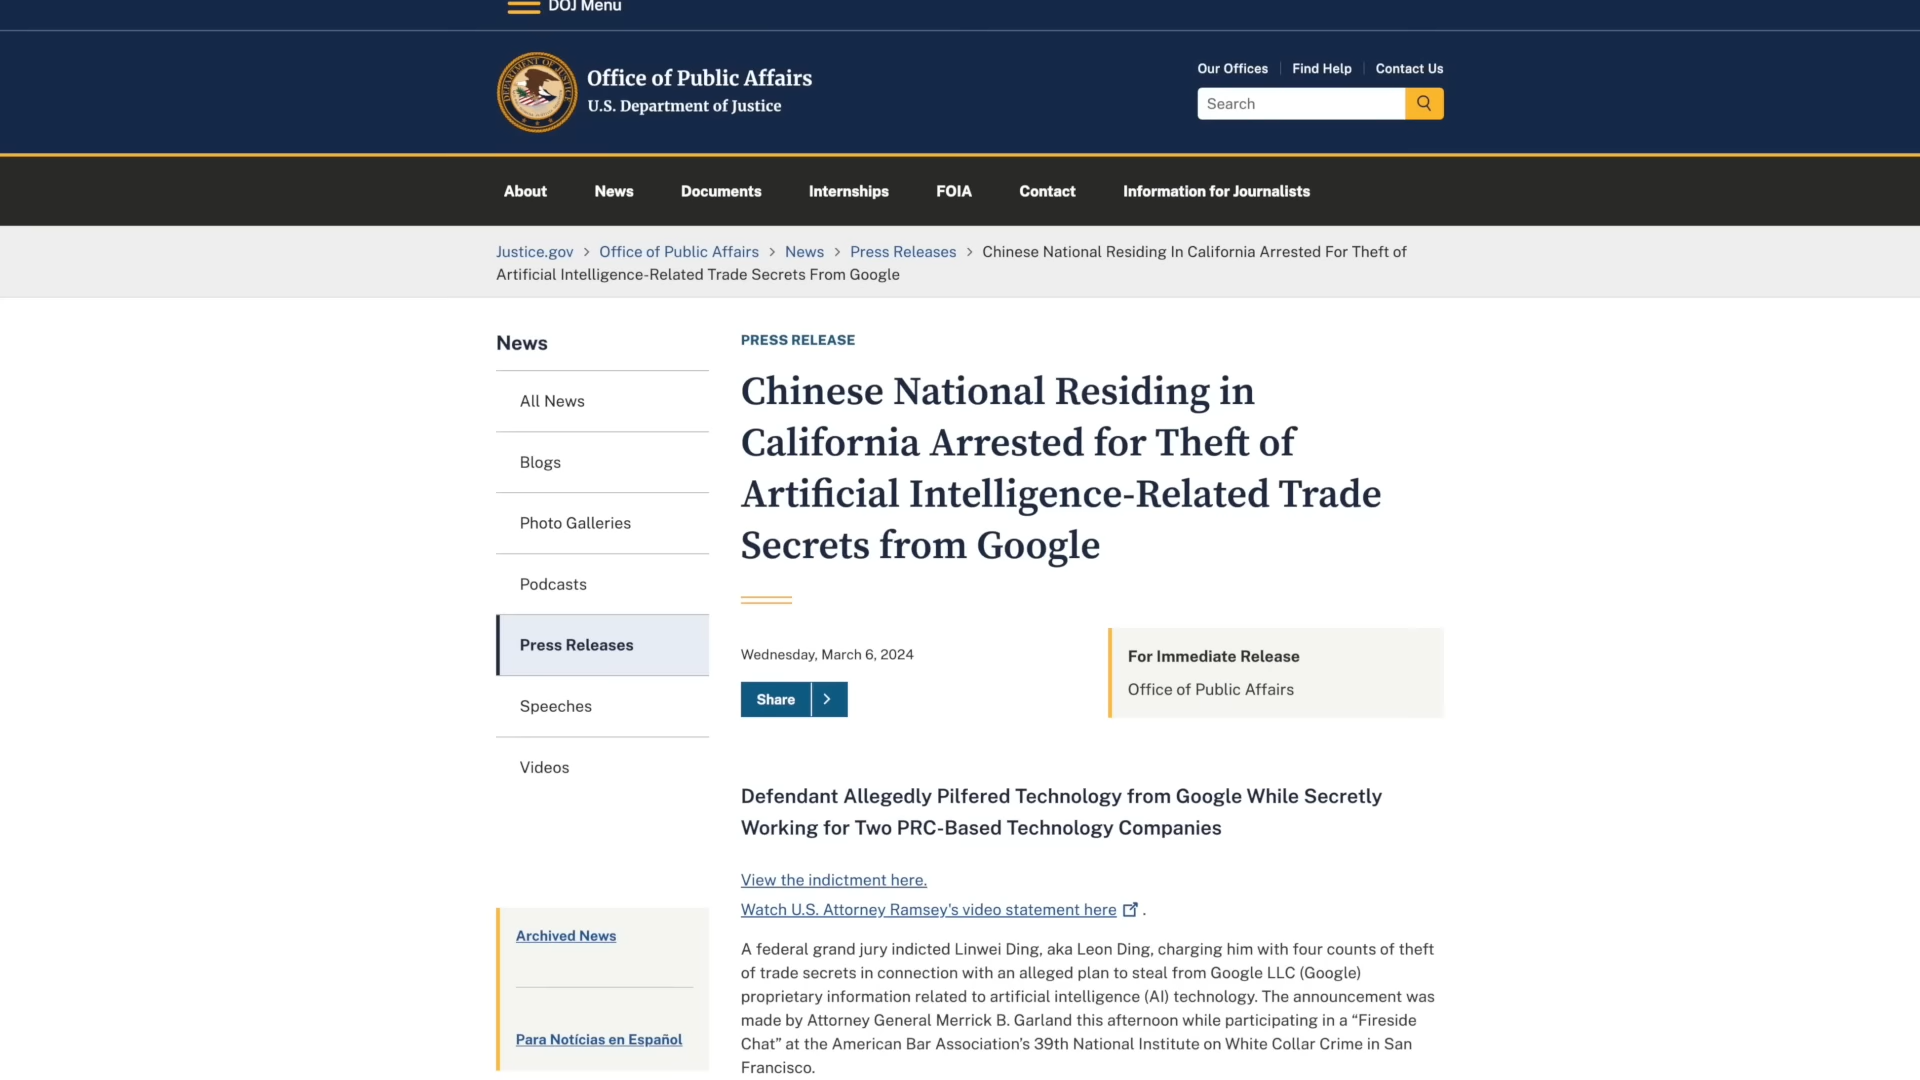 DOJ Menu
Office of Public Affairs
U.S. Department of Justice
Our Offices
Find Help
Contact Us
Search
About
News
Documents
Internships
FOIA
Contact
Information for Journalists
Justice.gov > Office of Public Affairs > News > Press Releases > Chinese National Residing In California Arrested For Theft of
Artificial Intelligence-Related Trade Secrets From Google
News
All News
Blogs
Photo Galleries
Podcasts
Press Releases
Speeches
Videos
Archived News
Para Notícias en Español
PRESS RELEASE
Chinese National Residing in
California Arrested for Theft of
Artificial Intelligence-Related Trade
Secrets from Google
Wednesday, March 6, 2024
Share
For Immediate Release
Office of Public Affairs
Defendant Allegedly Pilfered Technology from Google While Secretly
Working for Two PRC-Based Technology Companies
View the indictment here.
Watch U.S. Attorney Ramsey's video statement here .
A federal grand jury indicted Linwei Ding, aka Leon Ding, charging him with four counts of theft
of trade secrets in connection with an alleged plan to steal from Google LLC (Google)
proprietary information related to artificial intelligence (AI) technology. The announcement was
made by Attorney General Merrick B. Garland this afternoon while participating in a “Fireside
Chat” at the American Bar Association’s 39th National Institute on White Collar Crime in San
Francisco.